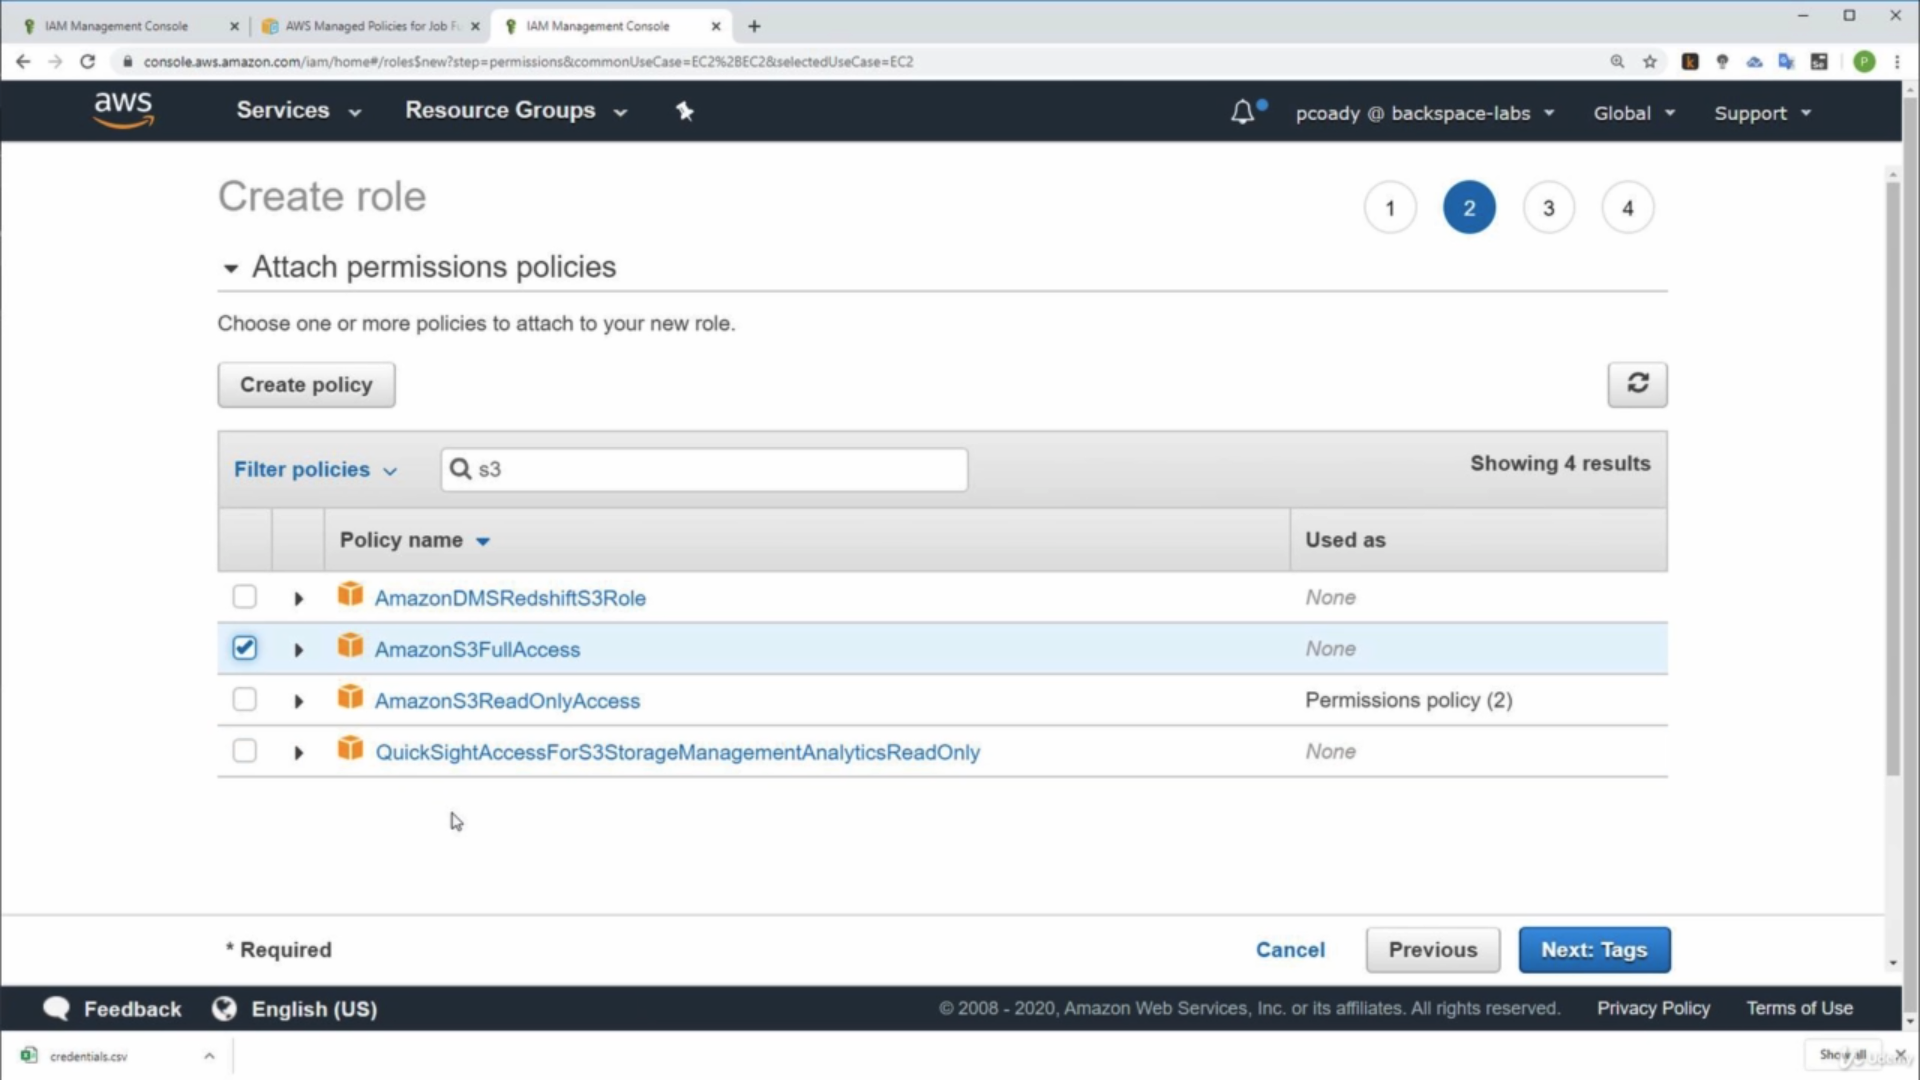 IAM Management Console
AWS Managed Policies for Job Fu
IAM Management Console
console.aws.amazon.com/iam/home#/roles$new?step=permissions&commonUseCase=EC2%2BEC2&selectedUseCase=EC2
aws
Services
Resource Groups
pcoady @ backspace-labs
Global
Support
Create role
1
2
3
4
Attach permissions policies
Choose one or more policies to attach to your new role.
Create policy
Filter policies
s3
Showing 4 results
Policy name
Used as
AmazonDMSRedshiftS3Role
None
AmazonS3FullAccess
None
AmazonS3ReadOnlyAccess
Permissions policy (2)
QuickSightAccessForS3StorageManagementAnalyticsReadOnly
None
* Required
Cancel
Previous
Next: Tags
Feedback
English (US)
© 2008 - 2020, Amazon Web Services, Inc. or its affiliates. All rights reserved.
Privacy Policy
Terms of Use
credentials.csv
Show all
Udemy